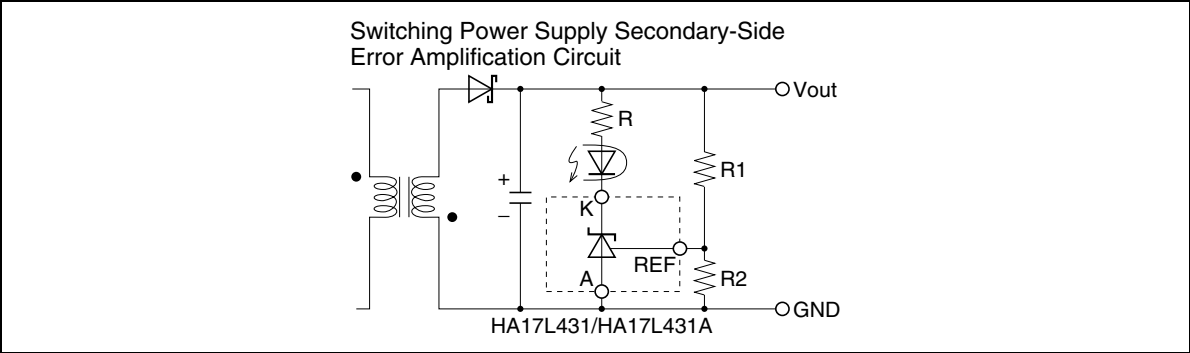 Switching Power Supply Secondary-Side
Error Amplification Circuit
Vout
R
R1
+
−
K
REF
A
R2
GND
HA17L431/HA17L431A